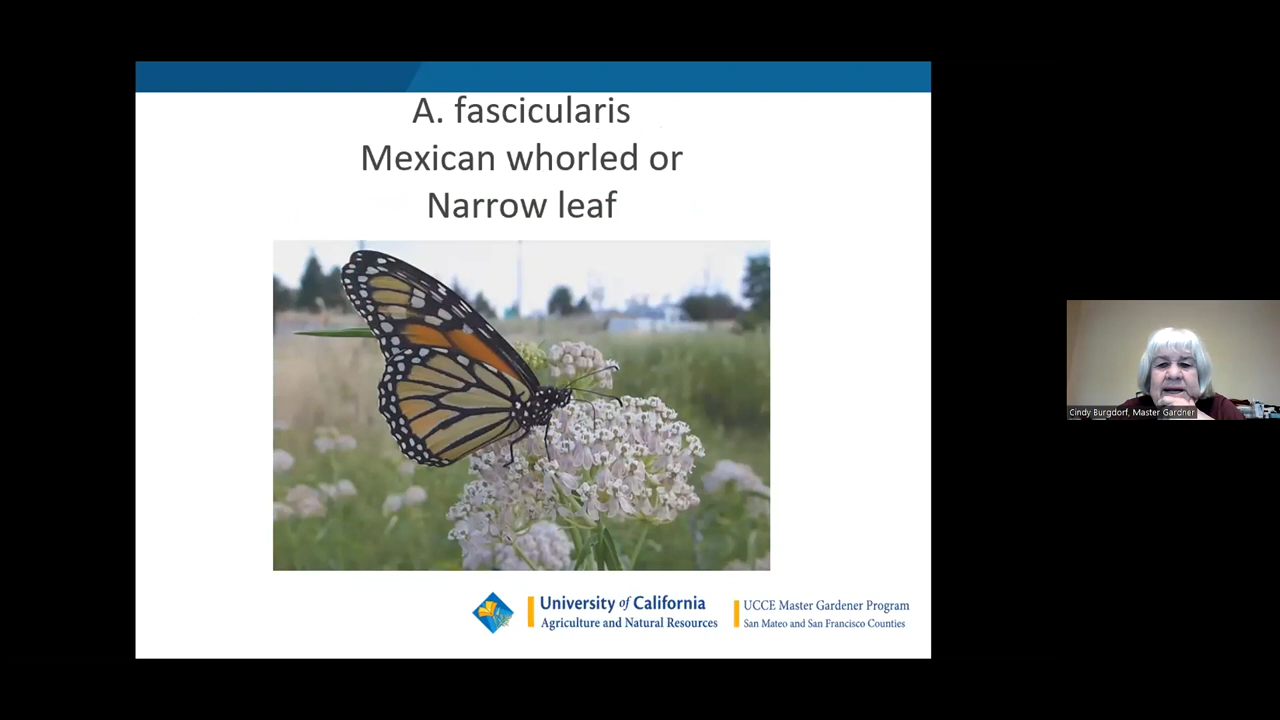 A. fascicularis
Mexican whorled or
Narrow leaf
University of California
Agriculture and Natural Resources
UCCE Master Gardener Program
San Mateo and San Francisco Counties
Cindy Burgdorf, Master Gardner